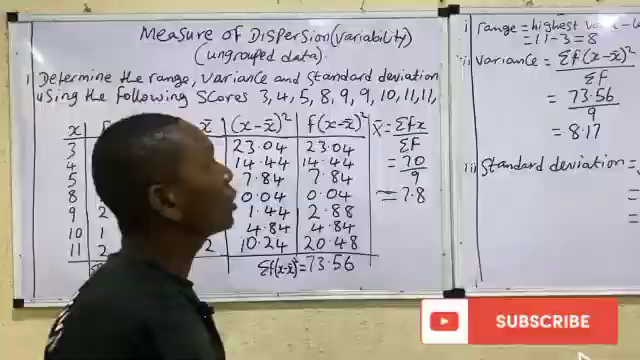 Measure of Dispersion (variability)
(ungrouped data).
1) Determine the range, variance and standard deviation
using the following scores 3, 4, 5, 8, 9, 9, 10, 11, 11,
x f x̄ (x-x̄)² f(x-x̄)²
3 23.04 23.04
4 14.44 14.44
5 7.84 7.84
8 0.04 0.04
9 2 1.44 2.88
10 1 4.84 4.84
11 2 2 10.24 20.48
Σf(x-x̄)²=73.56
x̄ = Σfx
Σf
= 70
9
= 7.8
i) range = highest
= 11-3 = 8
ii) variance = Σf(x-x̄)²
Σf
= 73.56
9
= 8.17
iii) Standard deviation =
=
=
SUBSCRIBE